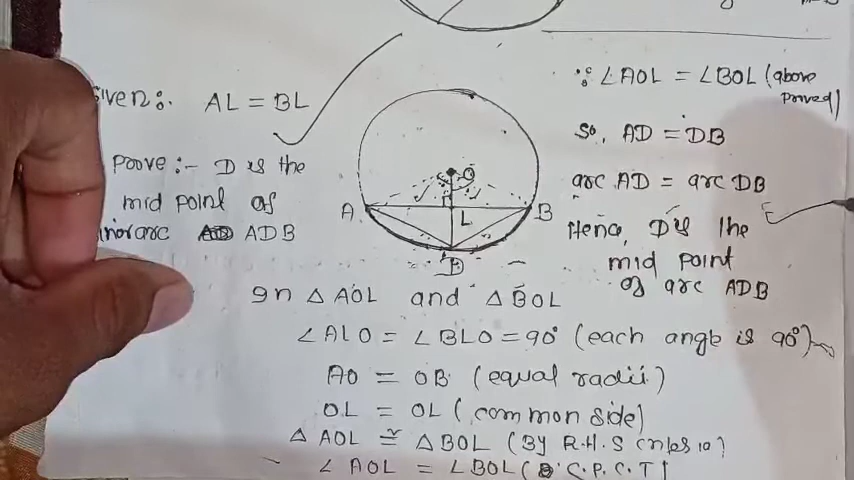 Given:- AL = BL
Prove:- D is the
mid point of
minor arc ADB
O
A
L
B
D
∵ ∠AOL = ∠BOL (above
proved)
So, AD = DB
arc AD = arc DB
Hence, D is the
mid point
of arc ADB
In △ AOL and △ BOL
∠ALO = ∠BLO = 90° (each angle is 90°)
AO = OB (equal radii)
OL = OL (common side)
△ AOL ≅ △ BOL (By R.H.S
∠ AOL = ∠BOL ( C.P.C.T)